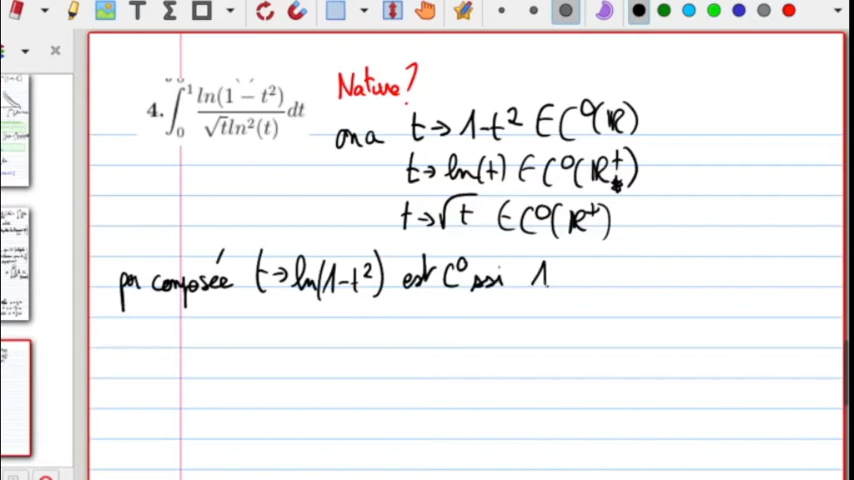 4. ∫₀¹ ln(1 − t²) / (√t ln²(t)) dt
Nature?
on a t → 1-t² ∈ C⁰(ℝ)
t → ln(t) ∈ C⁰(ℝ⁺*)
t → √t ∈ C⁰(ℝ⁺)
par composée t → ln(1-t²) est C⁰ ssi 1